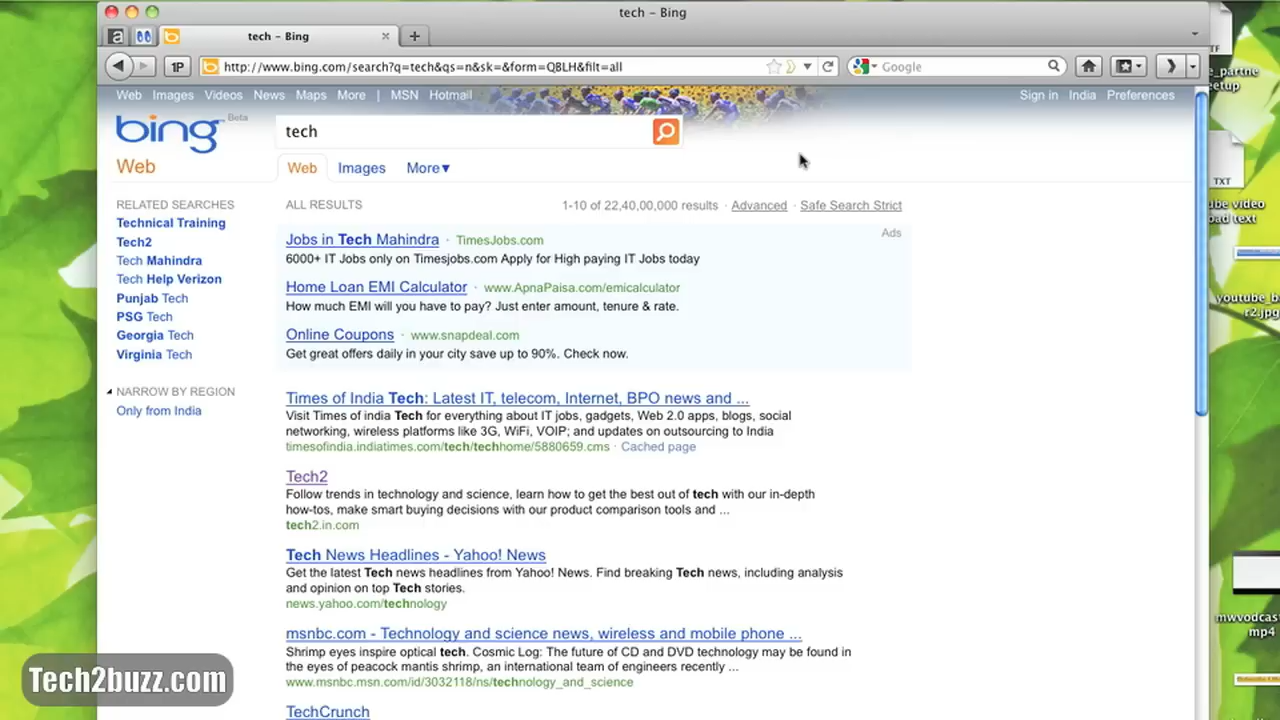 tech – Bing
tech – Bing
1P
http://www.bing.com/search?q=tech&qs=n&sk=&form=QBLH&filt=all
Google
Web Images Videos News Maps More | MSN Hotmail
Sign in India Preferences
bing Beta
tech
Web
Web Images More▾
RELATED SEARCHES
Technical Training
Tech2
Tech Mahindra
Tech Help Verizon
Punjab Tech
PSG Tech
Georgia Tech
Virginia Tech
NARROW BY REGION
Only from India
ALL RESULTS
1-10 of 22,40,00,000 results · Advanced · Safe Search Strict
Ads
Jobs in Tech Mahindra · TimesJobs.com
6000+ IT Jobs only on Timesjobs.com Apply for High paying IT Jobs today
Home Loan EMI Calculator · www.ApnaPaisa.com/emicalculator
How much EMI will you have to pay? Just enter amount, tenure & rate.
Online Coupons · www.snapdeal.com
Get great offers daily in your city save up to 90%. Check now.
Times of India Tech: Latest IT, telecom, Internet, BPO news and ...
Visit Times of india Tech for everything about IT jobs, gadgets, Web 2.0 apps, blogs, social
networking, wireless platforms like 3G, WiFi, VOIP; and updates on outsourcing to India
timesofindia.indiatimes.com/tech/techhome/5880659.cms · Cached page
Tech2
Follow trends in technology and science, learn how to get the best out of tech with our in-depth
how-tos, make smart buying decisions with our product comparison tools and ...
tech2.in.com
Tech News Headlines - Yahoo! News
Get the latest Tech news headlines from Yahoo! News. Find breaking Tech news, including analysis
and opinion on top Tech stories.
news.yahoo.com/technology
msnbc.com - Technology and science news, wireless and mobile phone ...
Shrimp eyes inspire optical tech. Cosmic Log: The future of CD and DVD technology may be found in
the eyes of peacock mantis shrimp, an international team of engineers recently ...
www.msnbc.msn.com/id/3032118/ns/technology_and_science
TechCrunch
TXT
mp4
Tech2buzz.com